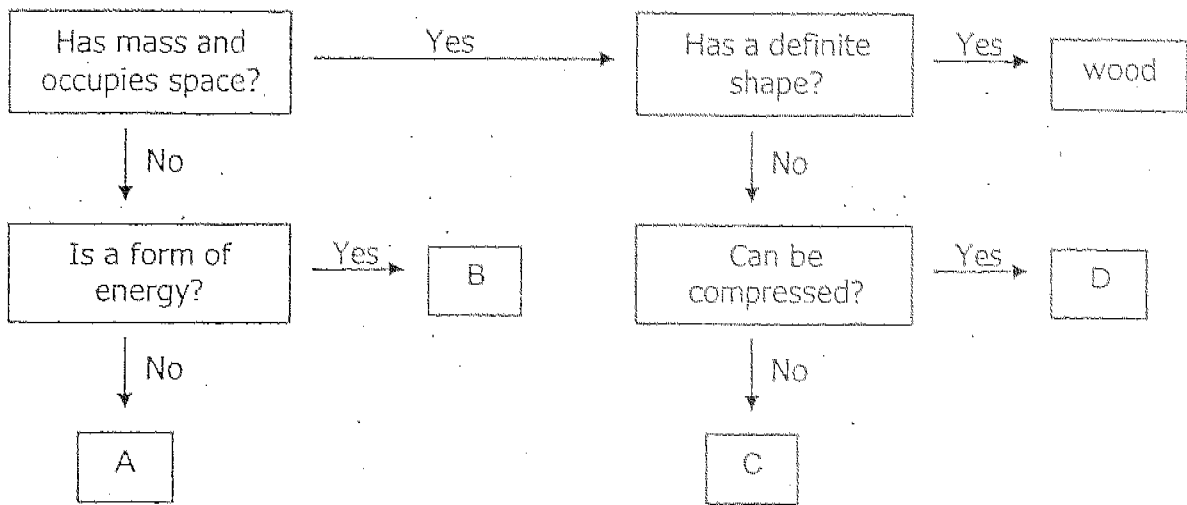 Has mass and
occupies space?
Yes
Has a definite
shape?
Yes
wood
No
No
Is a form of
energy?
Yes
B
Can be
compressed?
Yes
D
No
No
A
C